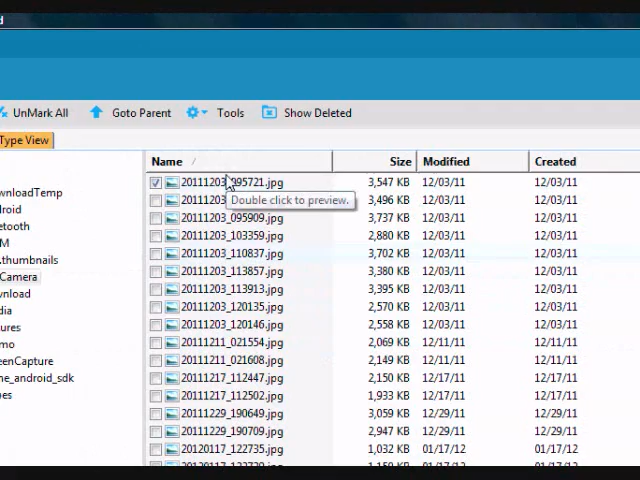 d
UnMark All Goto Parent Tools Show Deleted
Type View
Name Size Modified Created
20111203_095721.jpg 3,547 KB 12/03/11 12/03/11
wnloadTemp 20111203 3,496 KB 12/03/11 12/03/11
Double click to preview.
roid 20111203_095909.jpg 3,737 KB 12/03/11 12/03/11
etooth 20111203_103359.jpg 2,880 KB 12/03/11 12/03/11
M 20111203_110837.jpg 3,702 KB 12/03/11 12/03/11
.thumbnails 20111203_113857.jpg 3,380 KB 12/03/11 12/03/11
Camera 20111203_113913.jpg 3,395 KB 12/03/11 12/03/11
wnload 20111203_120135.jpg 2,570 KB 12/03/11 12/03/11
dia 20111203_120146.jpg 2,558 KB 12/03/11 12/03/11
ures 20111211_021554.jpg 2,069 KB 12/11/11 12/11/11
mo 20111211_021608.jpg 2,149 KB 12/11/11 12/11/11
eenCapture 20111217_112447.jpg 2,150 KB 12/17/11 12/17/11
ne_android_sdk 20111217_112502.jpg 1,933 KB 12/17/11 12/17/11
es 20111229_190649.jpg 3,059 KB 12/29/11 12/29/11
20111229_190709.jpg 2,947 KB 12/29/11 12/29/11
20120117_122735.jpg 1,032 KB 01/17/12 01/17/12